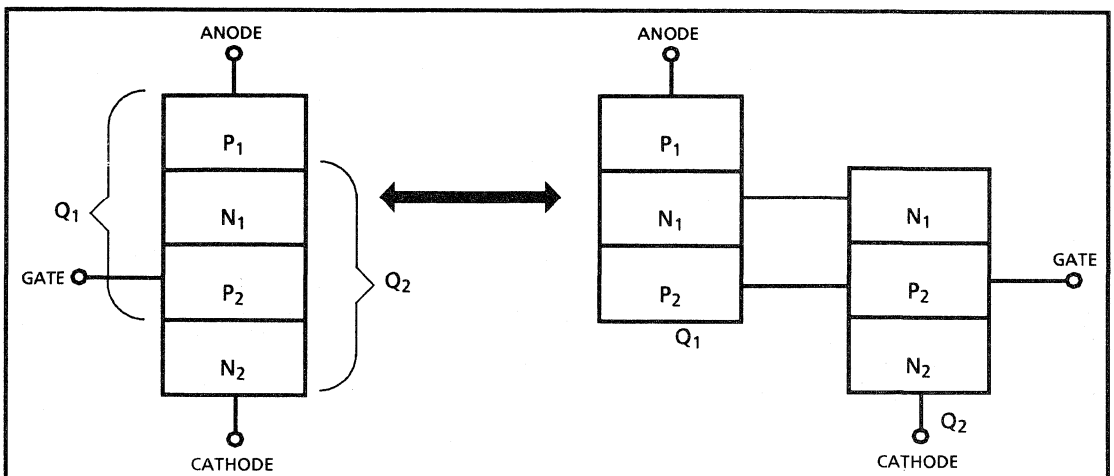 ANODE
P1
N1
Q1
GATE
P2
Q2
N2
CATHODE
ANODE
P1
N1
P2
Q1
N1
P2
GATE
N2
Q2
CATHODE